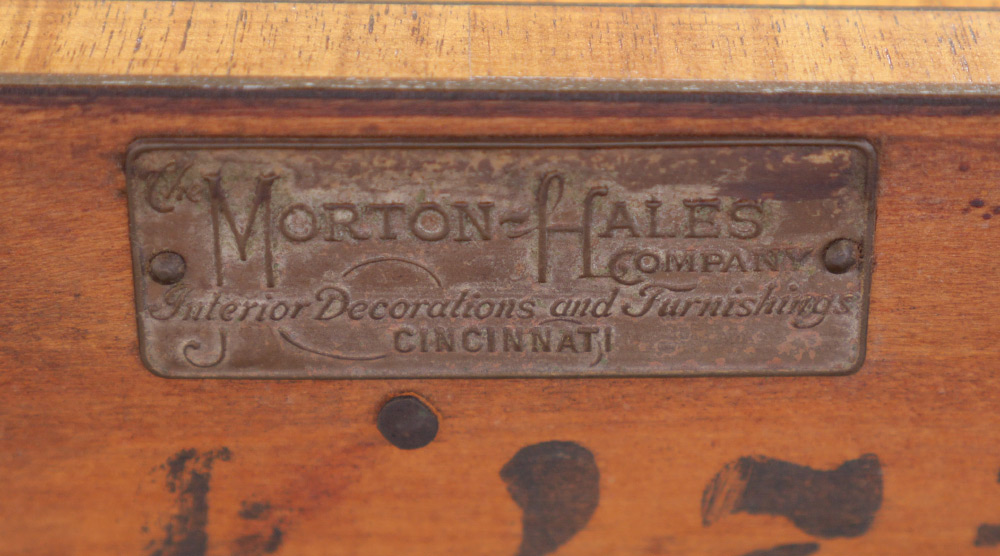 The MORTON-HALES
COMPANY
Interior Decorations and Furnishings
CINCINNATI